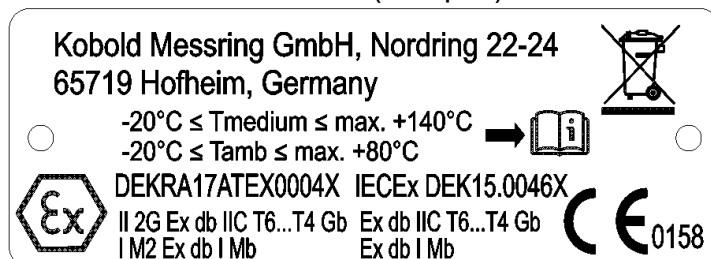 Kobold Messring GmbH, Nordring 22-24
65719 Hofheim, Germany
-20°C ≤ Tmedium ≤ max. +140°C
-20°C ≤ Tamb ≤ max. +80°C
i
DEKRA17ATEX0004X IECEx DEK15.0046X
Ex
II 2G Ex db IIC T6...T4 Gb Ex db IIC T6...T4 Gb
I M2 Ex db I Mb Ex db I Mb
CE 0158